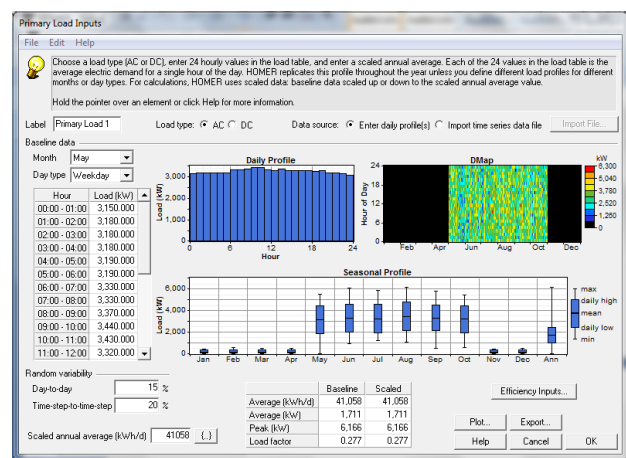 Primary Load Inputs
File Edit Help
Choose a load type (AC or DC), enter 24 hourly values in the load table, and enter a scaled annual average. Each of the 24 values in the load table is the
average electric demand for a single hour of the day. HOMER replicates this profile throughout the year unless you define different load profiles for different
months or day types. For calculations, HOMER uses scaled data: baseline data scaled up or down to the scaled annual average value.
Hold the pointer over an element or click Help for more information.
Label Primary Load 1 Load type: AC DC Data source: Enter daily profile(s) Import time series data file Import File...
Baseline data
Month May
Day type Weekday
Hour Load (kW)
00:00 - 01:00 3,150.000
01:00 - 02:00 3,180.000
02:00 - 03:00 3,180.000
03:00 - 04:00 3,180.000
04:00 - 05:00 3,190.000
05:00 - 06:00 3,190.000
06:00 - 07:00 3,330.000
07:00 - 08:00 3,330.000
08:00 - 09:00 3,370.000
09:00 - 10:00 3,440.000
10:00 - 11:00 3,430.000
11:00 - 12:00 3,320.000
Daily Profile
Load (kW)
3,000
2,000
1,000
0
0 6 12 18 24
Hour
DMap
Hour of Day
24
18
12
6
0
Feb Apr Jun Aug Oct Dec
kW
6,300
5,040
3,780
2,520
1,260
0
Seasonal Profile
Load (kW)
6,000
4,000
2,000
0
Jan Feb Mar Apr May Jun Jul Aug Sep Oct Nov Dec Ann
max
daily high
mean
daily low
min
Random variability
Day-to-day 15 %
Time-step-to-time-step 20 %
Scaled annual average (kWh/d) 41058 {..}
Baseline Scaled
Average (kWh/d) 41,058 41,058
Average (kW) 1,711 1,711
Peak (kW) 6,166 6,166
Load factor 0.277 0.277
Efficiency Inputs...
Plot... Export...
Help Cancel OK